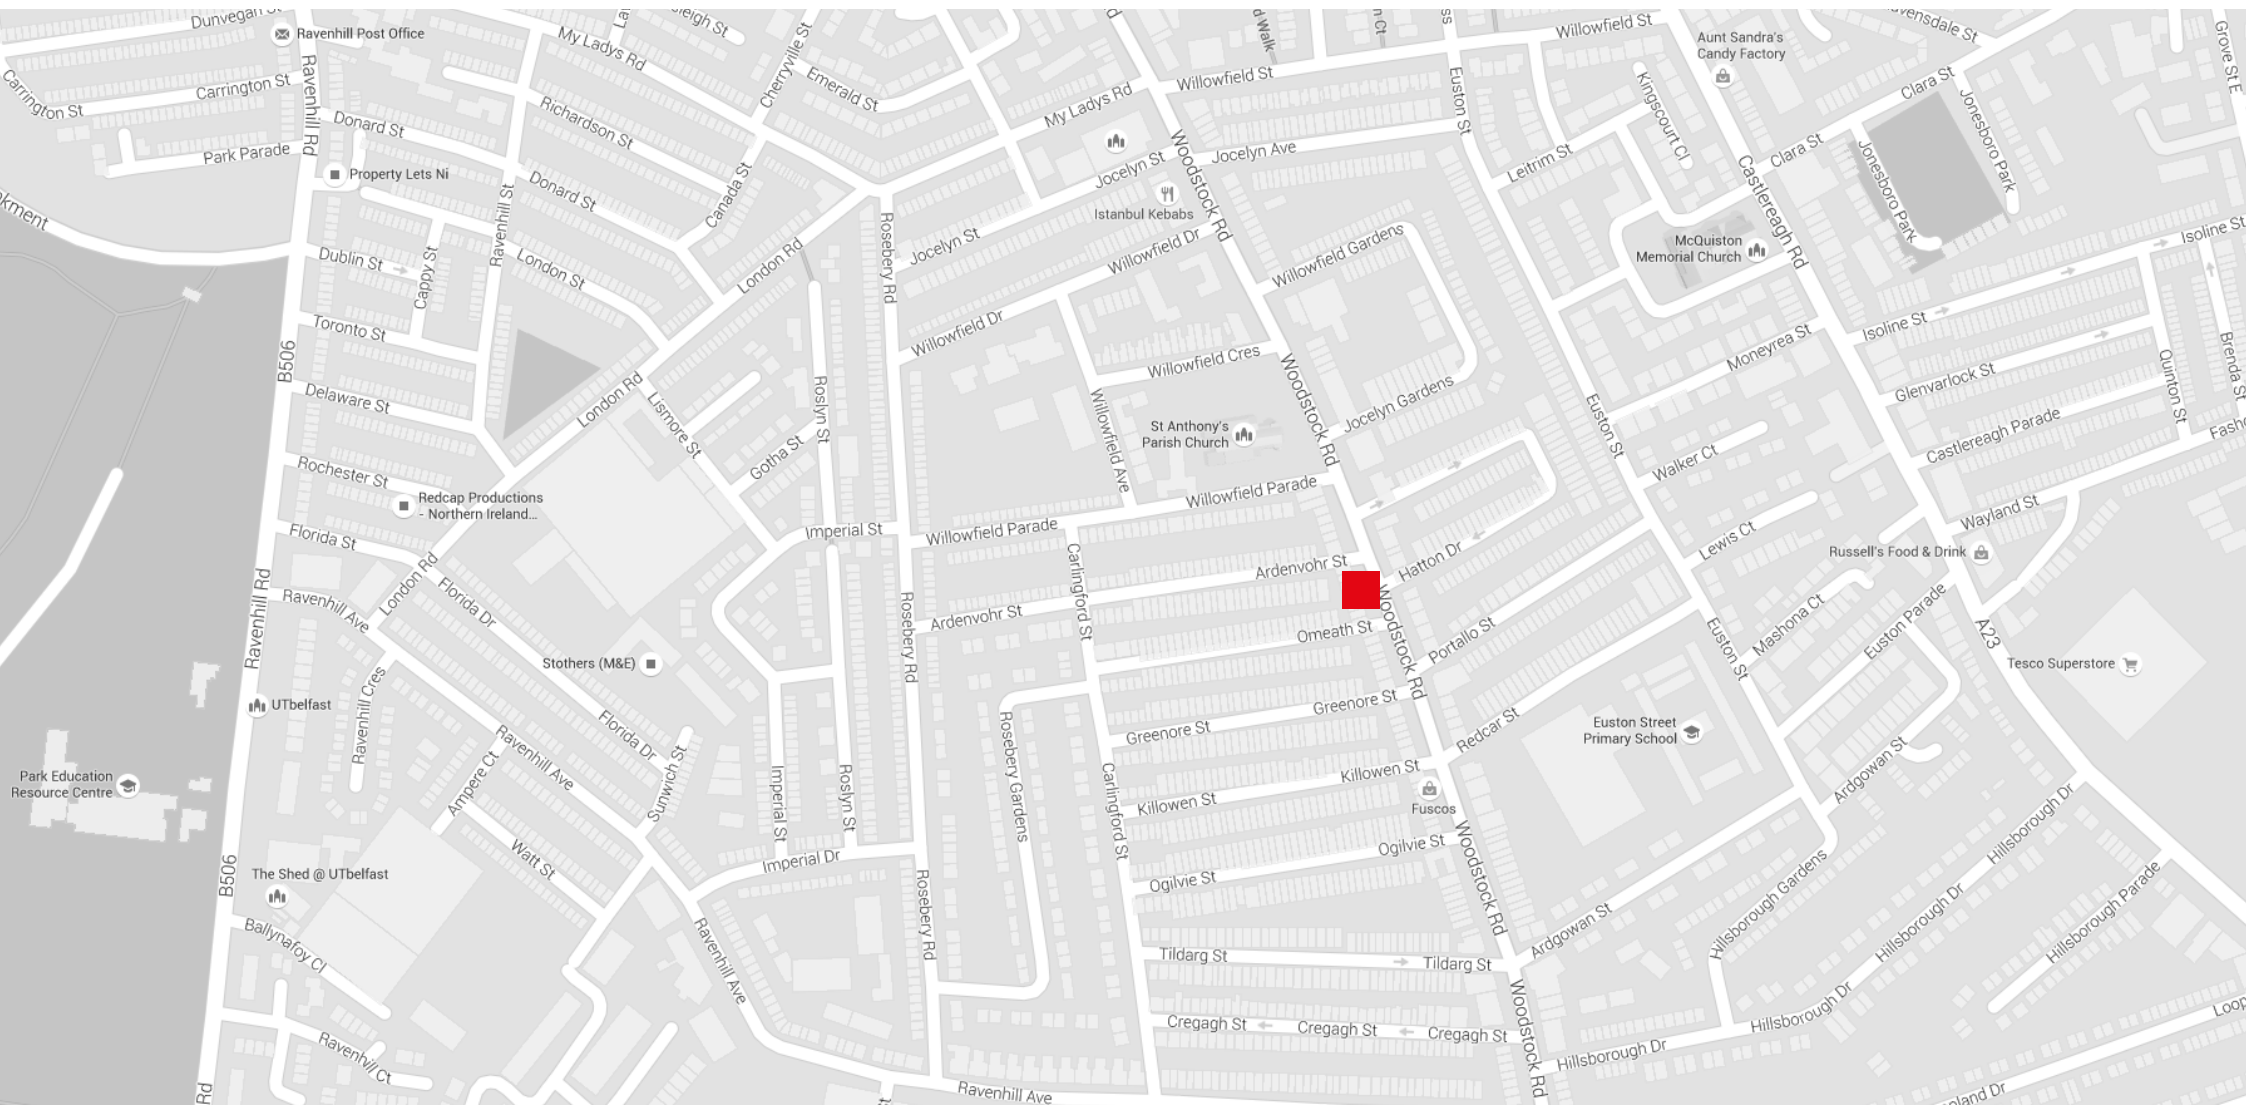 Dunvegan St
Ravenhill Post Office
My Ladys Rd
Cherryville St
Emerald St
Willowfield St
Willowfield St
Aunt Sandra's
Candy Factory
Clara St
Grove St E
Carrington St
Carrington St
Ravenhill Rd
Donard St
Richardson St
My Ladys Rd
Euston St
Kingscourt Cl
Jonesboro Park
Park Parade
Property Lets Ni
Ravenhill St
Donard St
Canada St
Jocelyn St
Woodstock Rd
Jocelyn Ave
Leitrim St
Castlereagh Rd
Clara St
Jonesboro Park
Istanbul Kebabs
McQuiston
Memorial Church
Isoline St
Dublin St
Cappy St
London St
London Rd
Rosebery Rd
Jocelyn St
Willowfield Dr
Willowfield Gardens
Toronto St
B506
Willowfield Dr
Isoline St
Moneyrea St
Delaware St
London Rd
Lismore St
Roslyn St
Willowfield Cres
Woodstock Rd
Jocelyn Gardens
Euston St
Glenvarlock St
Quinton St
Brenda St
Rochester St
Redcap Productions
- Northern Ireland...
Gotha St
Willowfield Ave
St Anthony's
Parish Church
Walker Ct
Castlereagh Parade
Florida St
London Rd
Imperial St
Willowfield Parade
Willowfield Parade
Wayland St
Lewis Ct
Russell's Food & Drink
Ravenhill Rd
Ravenhill Ave
Florida Dr
Rosebery Rd
Ardenvohr St
Carlingford St
Ardenvohr St
Hatton Dr
Woodstock Rd
Omeath St
Portallo St
Euston St
Mashona Ct
Euston Parade
A23
Tesco Superstore
Stothers (M&E)
UTbelfast
Ravenhill Cres
Florida Dr
Ravenhill Ave
Rosebery Gardens
Greenore St
Greenore St
Redcar St
Euston Street
Primary School
Park Education
Resource Centre
Ampere Ct
Sunwich St
Imperial St
Roslyn St
Carlingford St
Killowen St
Killowen St
Fuscos
Ardgowan St
Hillsborough Dr
B506
The Shed @ UTbelfast
Watt St
Imperial Dr
Ogilvie St
Ogilvie St
Woodstock Rd
Hillsborough Gardens
Hillsborough Dr
Hillsborough Parade
Ballynafoy Cl
Ravenhill Ave
Rosebery Rd
Tildarg St
Tildarg St
Ardgowan St
Ravenhill Ct
Cregagh St
Cregagh St
Cregagh St
Woodstock Rd
Hillsborough Dr
Hillsborough Dr
Rd
Ravenhill Ave